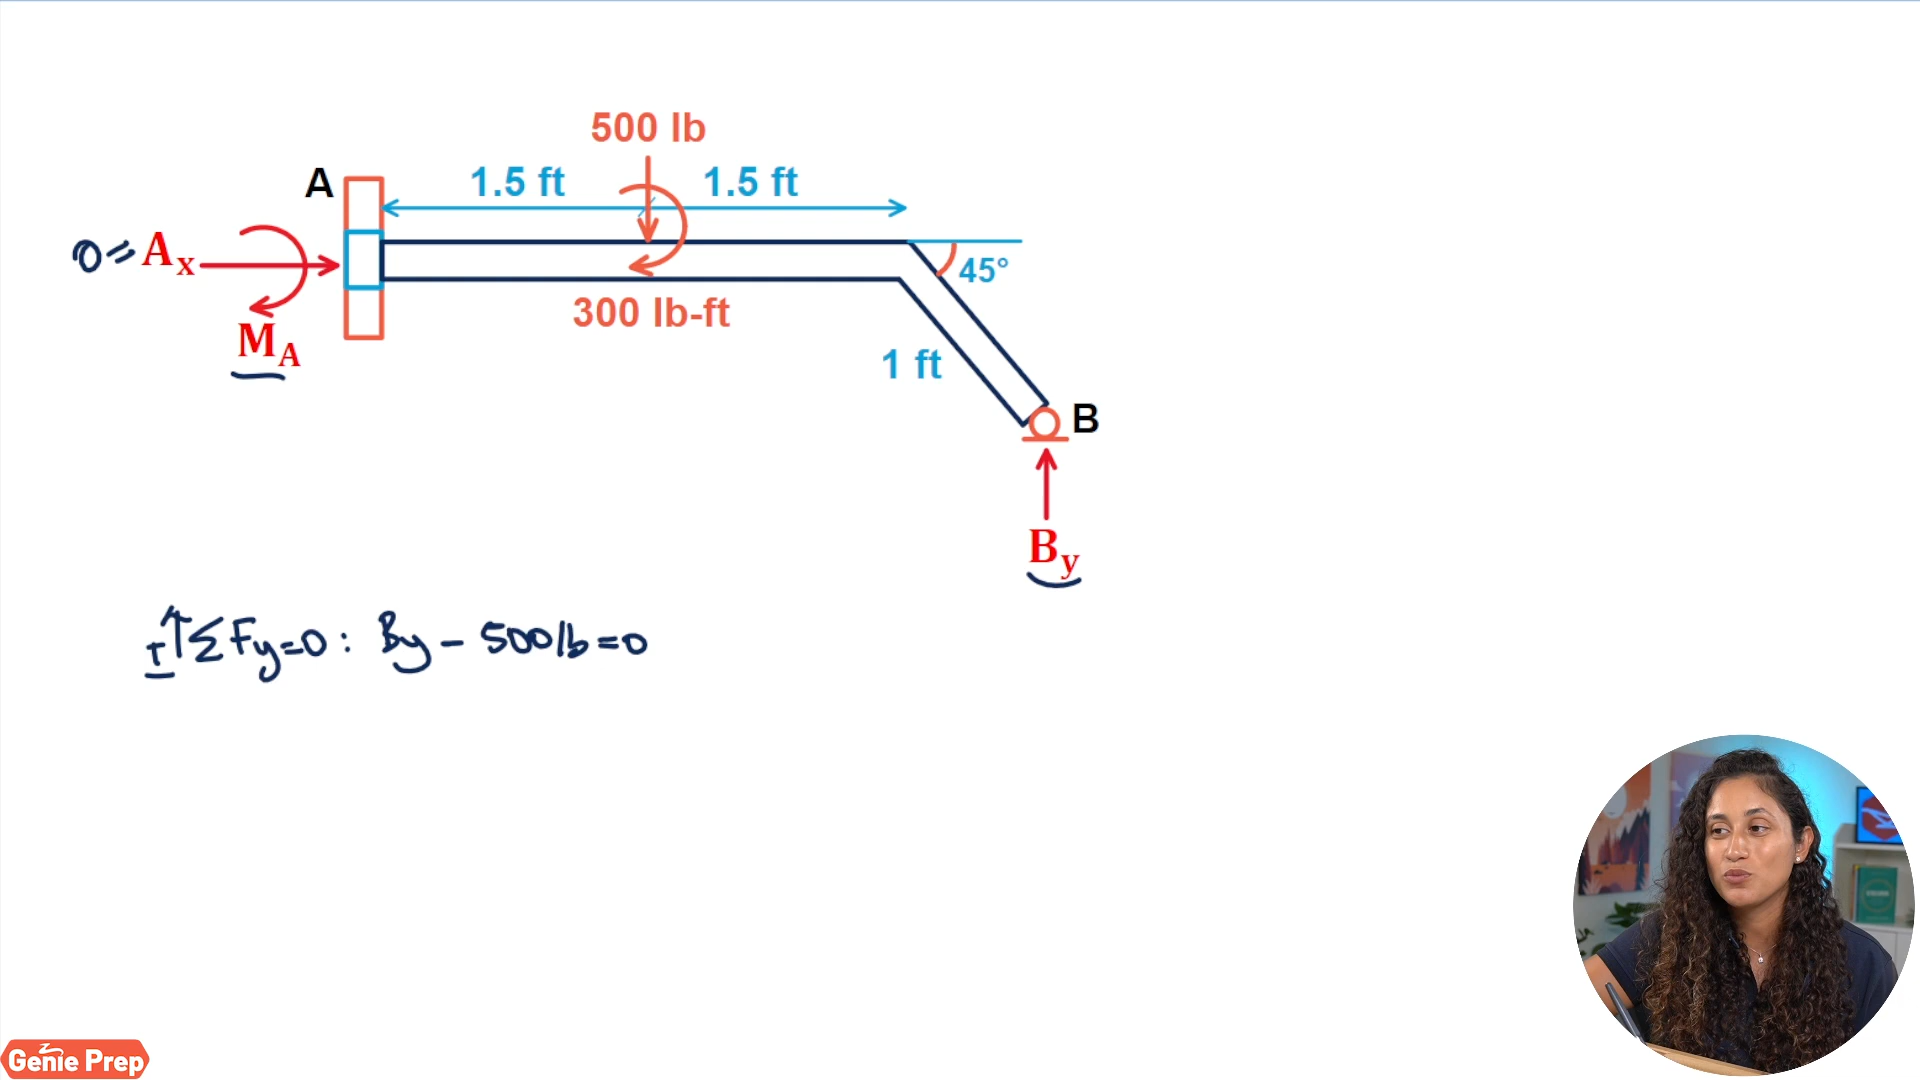 500 lb
A
1.5 ft
1.5 ft
0 = Ax
45°
300 lb-ft
MA
1 ft
B
By
+↑ΣFy=0: By - 500lb=0
Genie Prep